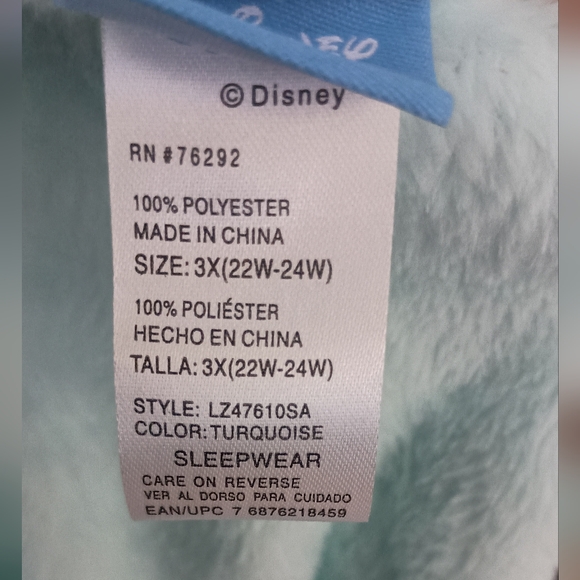 ©Disney
RN #76292
100% POLYESTER
MADE IN CHINA
SIZE: 3X(22W-24W)
100% POLIÉSTER
HECHO EN CHINA
TALLA: 3X(22W-24W)
STYLE: LZ47610SA
COLOR: TURQUOISE
SLEEPWEAR
CARE ON REVERSE
VER AL DORSO PARA CUIDADO
EAN/UPC 7 6876218459